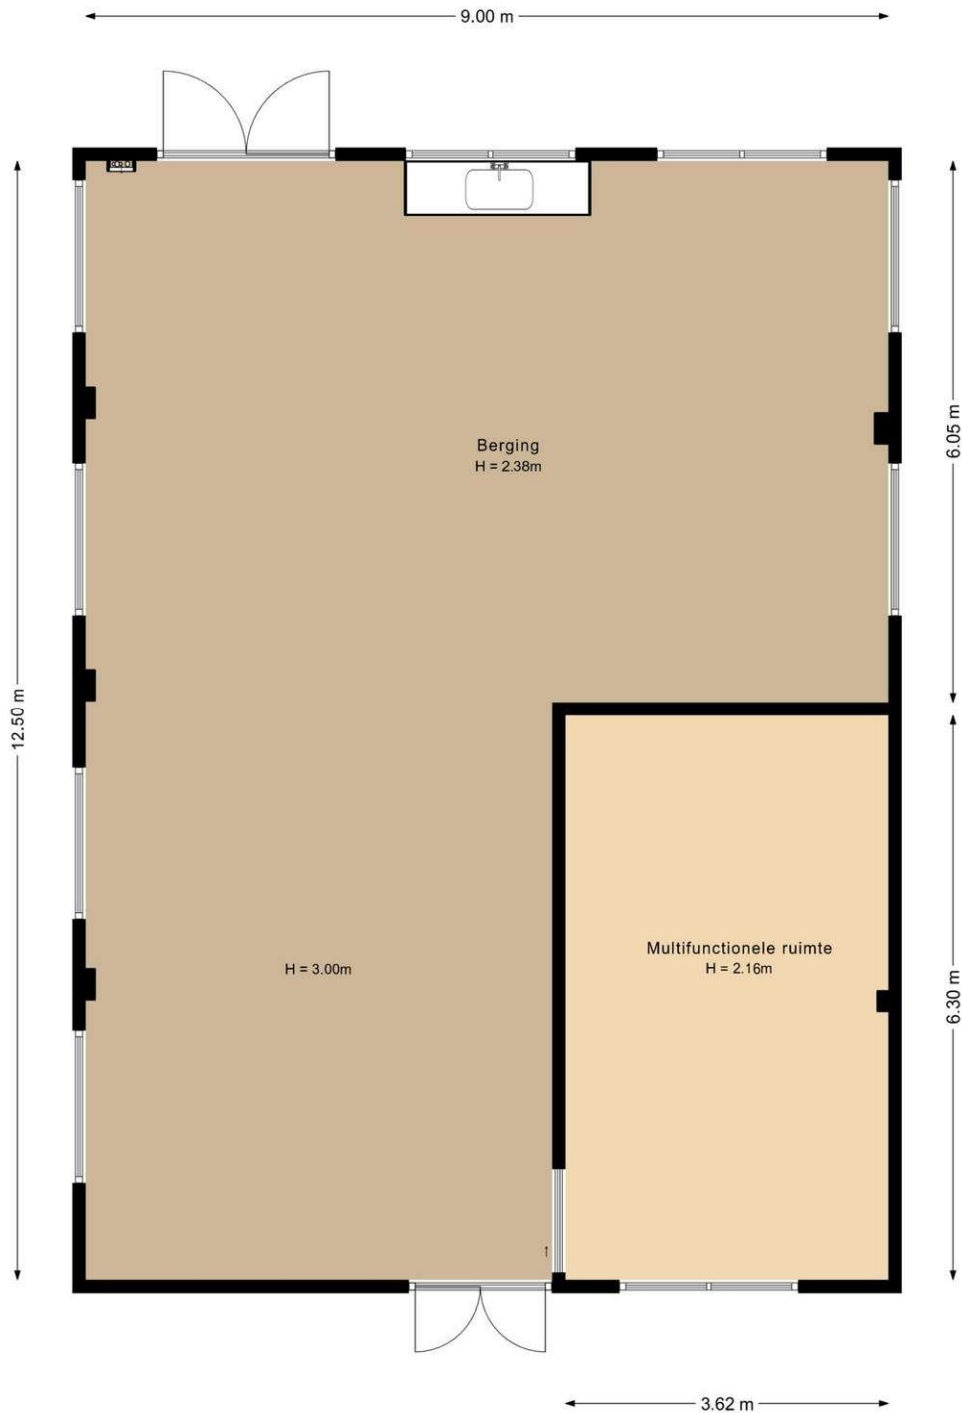 9.00 m
Berging
H = 2.38m
6.05 m
12.50 m
Multifunctionele ruimte
H = 2.16m
H = 3.00m
6.30 m
3.62 m